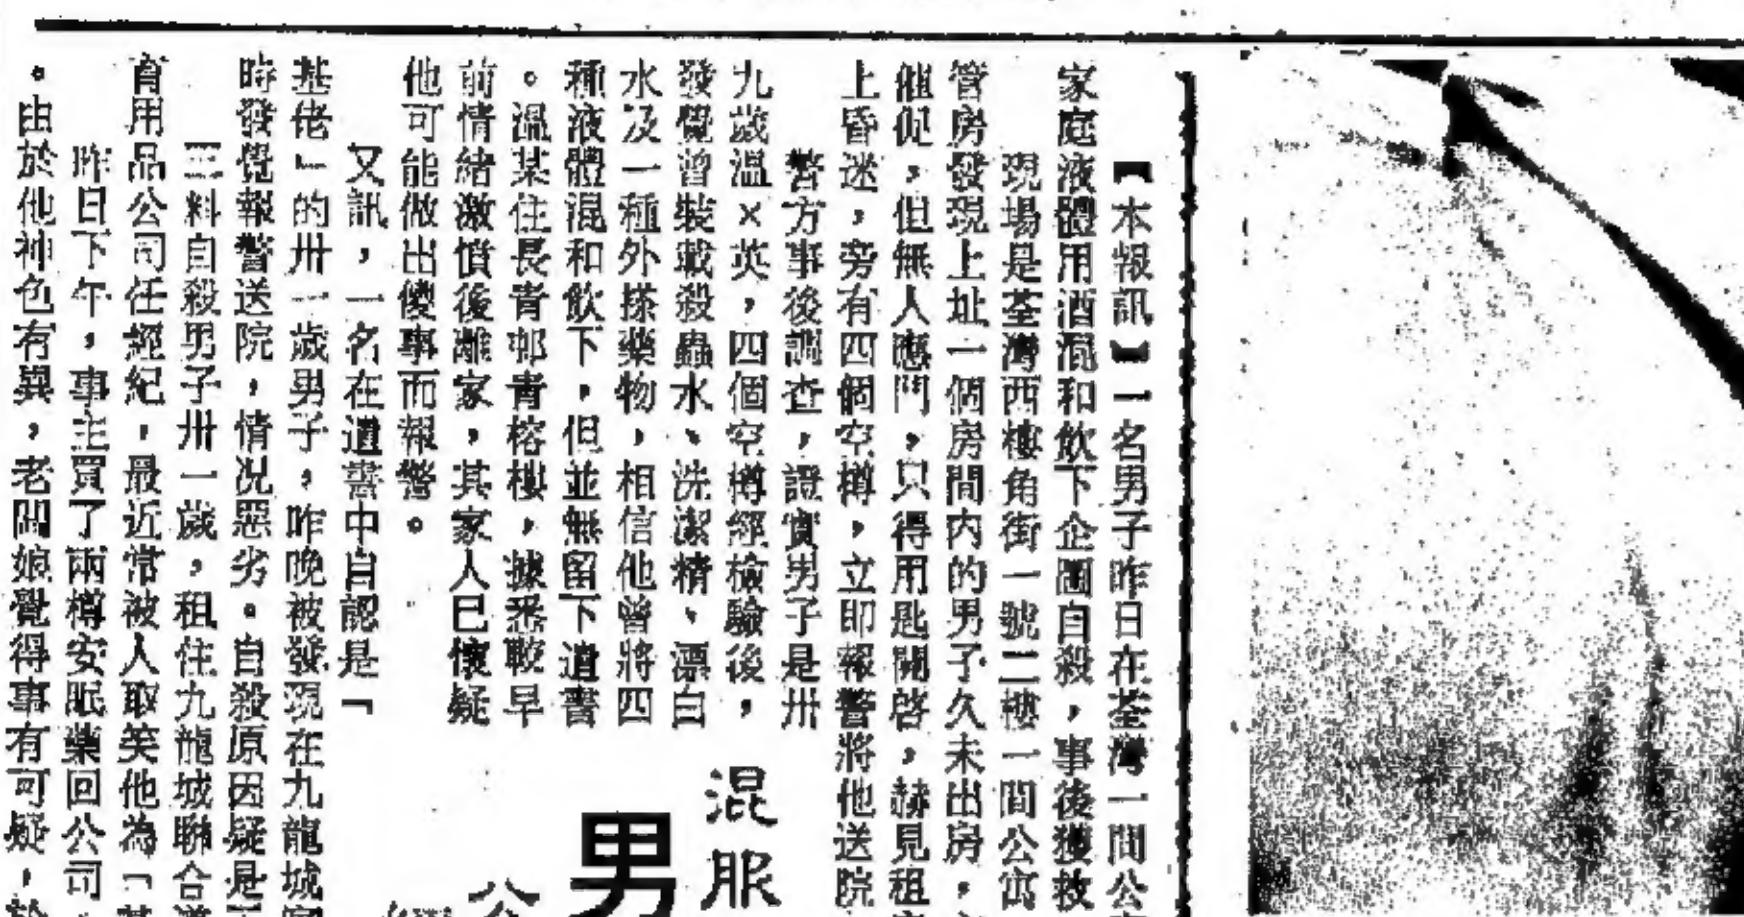 【本報訊】一名男子昨日在荃灣一間公
家庭液體用酒混和飲下企圖自殺，事後獲救
現場是荃灣西樓角街一號二樓一間公寓
管房發現上址一個房間内的男子久未出房，
催促，但無人應門，只得用匙開啓，赫見租
上昏迷，旁有四個空樽，立即報警將他送院
警方事後調查，證實男子是卅
九歲溫×英，四個空樽經檢驗後，
發覺曾裝載殺蟲水、洗潔精、漂白
水及一種外搽藥物，相信他曾將四
種液體混和飲下，但並無留下遺書
。溫某住長青邨青榕樓，據悉較早
前情緒激憤後離家，其家人已懷疑
他可能做出傻事而報警。
又訊，一名在遺書中自認是「
基佬」的卅一歲男子，昨晚被發現在九龍城
時發覺報警送院，情況惡劣。自殺原因疑是
三料自殺男子卅一歲，租住九龍城聯合道
育用品公司任經紀，最近常被人取笑他為「基
昨日下午，事主買了兩樽安眠藥回公司
。由於他神色有異，老闆娘覺得事有可疑，於
混服
男
公